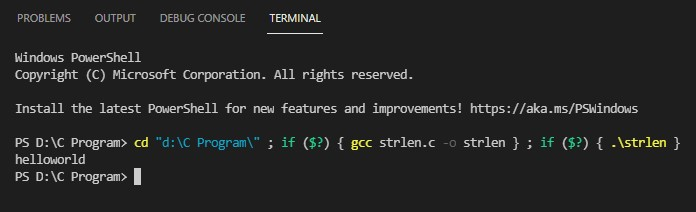 PROBLEMS OUTPUT DEBUG CONSOLE TERMINAL
Windows PowerShell
Copyright (C) Microsoft Corporation. All rights reserved.
Install the latest PowerShell for new features and improvements! https://aka.ms/PSWindows
PS D:\C Program> cd "d:\C Program\" ; if ($?) { gcc strlen.c -o strlen } ; if ($?) { .\strlen }
helloworld
PS D:\C Program>